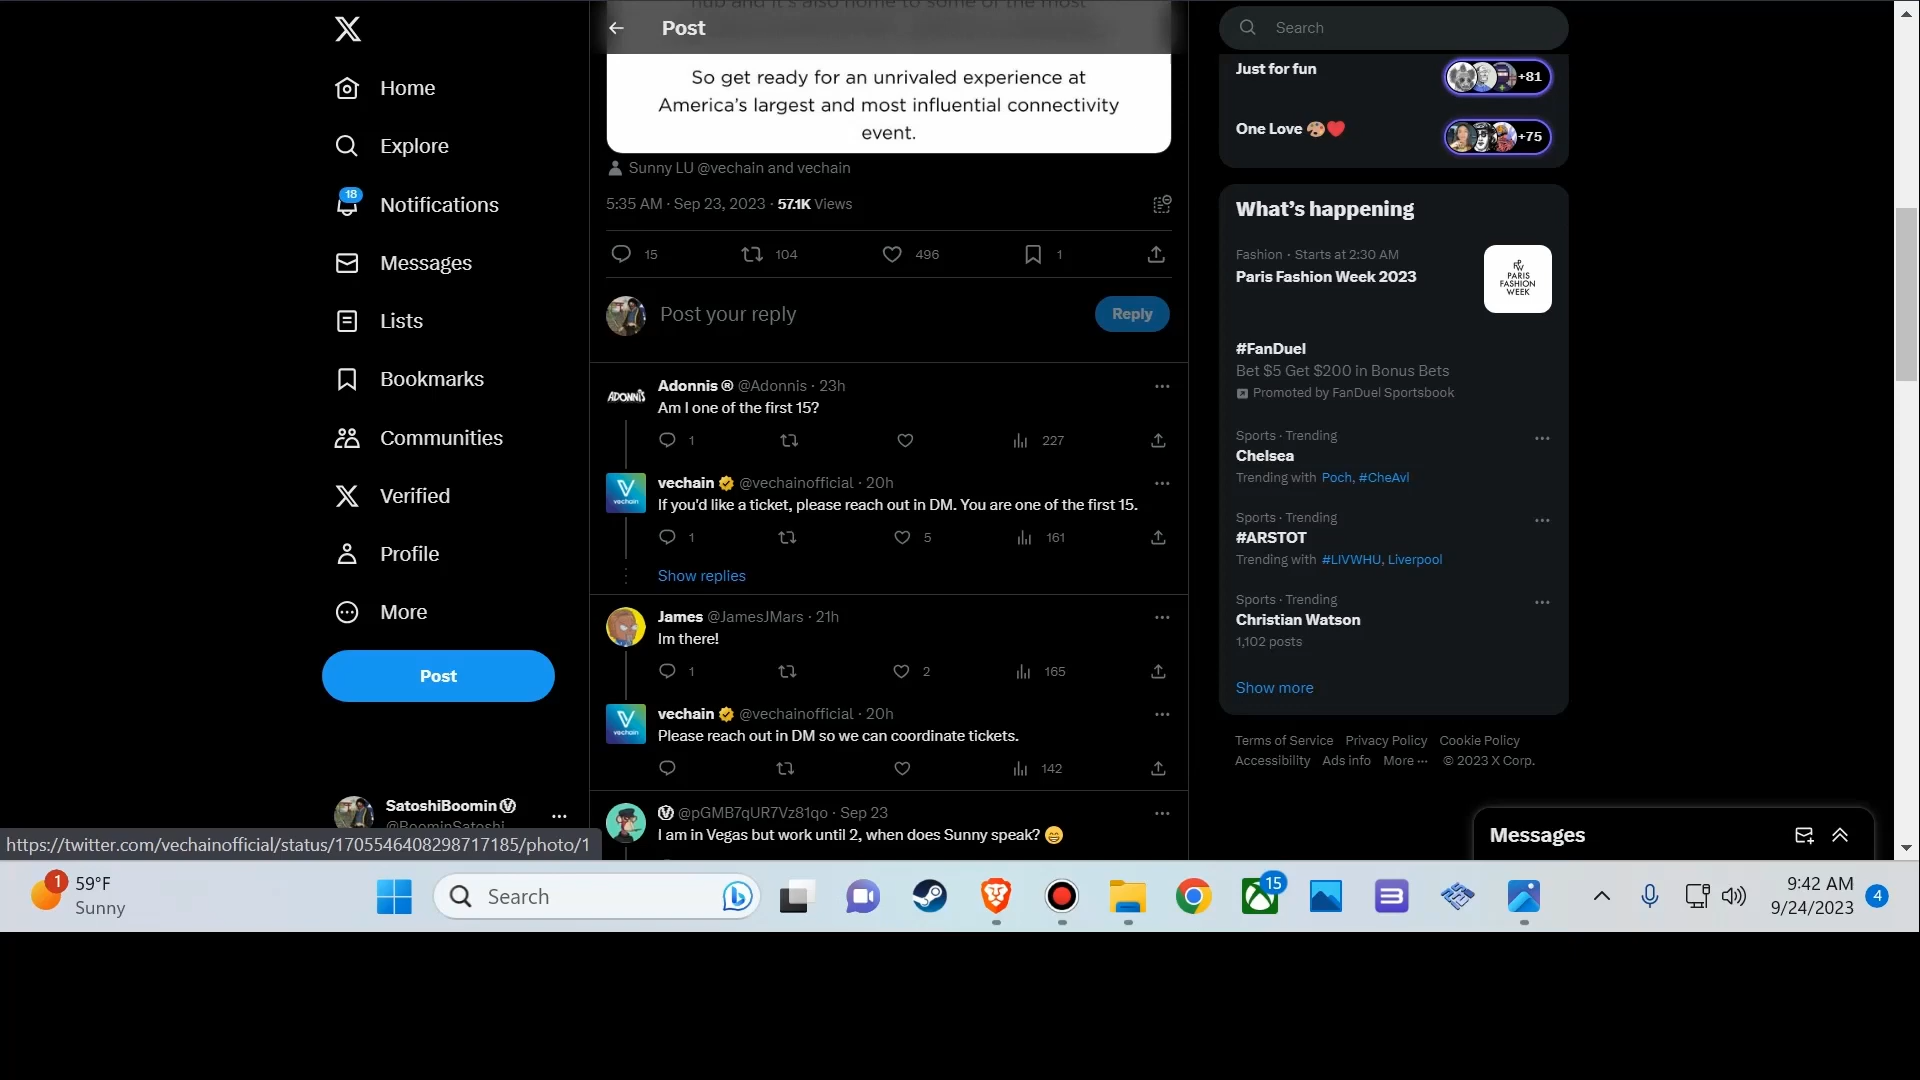 Home
Explore
18
Notifications
Messages
Lists
Bookmarks
Communities
Verified
Profile
More
Post
SatoshiBoomin
@BoominSatoshi
https://twitter.com/vechainofficial/status/1705546408298717185/photo/1
Post
So get ready for an unrivaled experience at
America's largest and most influential connectivity
event.
Sunny LU @vechain and vechain
5:35 AM · Sep 23, 2023 · 57.1K Views
15 104 496 1
Post your reply
Reply
ADONNIS
Adonnis ® @Adonnis · 23h
Am I one of the first 15?
1 227
vechain
vechain @vechainofficial · 20h
If you'd like a ticket, please reach out in DM. You are one of the first 15.
1 5 161
Show replies
James @JamesJMars · 21h
Im there!
1 2 165
vechain
vechain @vechainofficial · 20h
Please reach out in DM so we can coordinate tickets.
142
@pGMB7qUR7Vz81qo · Sep 23
I am in Vegas but work until 2, when does Sunny speak? 😁
Search
Just for fun
+81
One Love 🎨❤️
+75
What's happening
Fashion · Starts at 2:30 AM
Paris Fashion Week 2023
PARIS
FASHION
WEEK
#FanDuel
Bet $5 Get $200 in Bonus Bets
Promoted by FanDuel Sportsbook
Sports · Trending
Chelsea
Trending with Poch, #CheAvl
Sports · Trending
#ARSTOT
Trending with #LIVWHU, Liverpool
Sports · Trending
Christian Watson
1,102 posts
Show more
Terms of Service Privacy Policy Cookie Policy
Accessibility Ads info More ··· © 2023 X Corp.
Messages
1
59°F
Sunny
Search
15
9:42 AM
9/24/2023
4